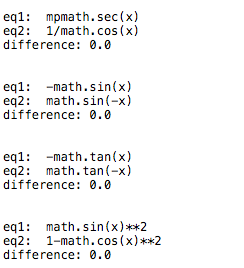 eq1:  mpmath.sec(x)
eq2:  1/math.cos(x)
difference: 0.0
eq1:  -math.sin(x)
eq2:  math.sin(-x)
difference: 0.0
eq1:  -math.tan(x)
eq2:  math.tan(-x)
difference: 0.0
eq1:  math.sin(x)**2
eq2:  1-math.cos(x)**2
difference: 0.0